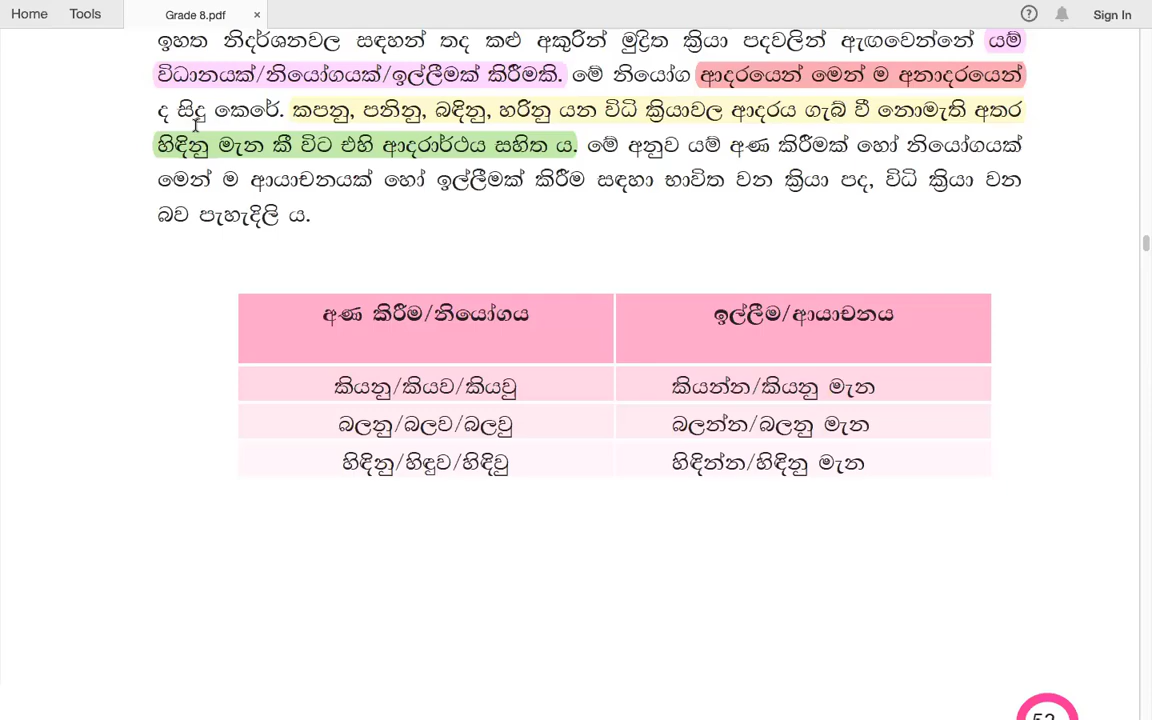 Home Tools Grade 8.pdf × Sign In
ඉහත නිදර්ශනවල සඳහන් තද කළු අකුරින් මුද්‍රිත ක්‍රියා පදවලින් ඇඟවෙන්නේ යම්
විධානයක්/නියෝගයක්/ඉල්ලීමක් කිරීමකි. මේ නියෝග ආදරයෙන් මෙන් ම අනාදරයෙන්
ද සිදු කෙරේ. කපනු, පනිනු, බඳිනු, හරිනු යන විධි ක්‍රියාවල ආදරය ගැබ් වී නොමැති අතර
හිඳිනු මැන කී විට එහි ආදරාර්ථය සහිත ය. මේ අනුව යම් අණ කිරීමක් හෝ නියෝගයක්
මෙන් ම ආයාචනයක් හෝ ඉල්ලීමක් කිරීම සඳහා භාවිත වන ක්‍රියා පද, විධි ක්‍රියා වන
බව පැහැදිලි ය.
අණ කිරීම/නියෝගය ඉල්ලීම/ආයාචනය
කියනු/කියව/කියවු කියන්න/කියනු මැන
බලනු/බලව/බලවු බලන්න/බලනු මැන
හිඳිනු/හිඳුව/හිඳිවු හිඳින්න/හිඳිනු මැන